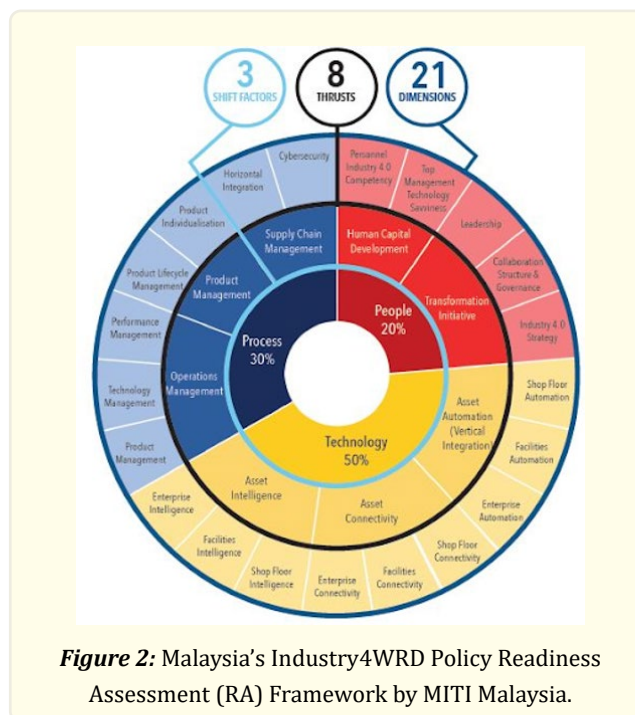 3
SHIFT FACTORS
8
THRUSTS
21
DIMENSIONS
Cybersecurity
Horizontal
Integration
Product
Individualisation
Product Lifecycle
Management
Performance
Management
Technology
Management
Product
Management
Personnel
Industry 4.0
Competency
Top
Management
Technology
Savviness
Leadership
Collaboration
Structure &
Governance
Industry 4.0
Strategy
Shop Floor
Automation
Facilities
Automation
Enterprise
Automation
Shop Floor
Connectivity
Facilities
Connectivity
Enterprise
Connectivity
Shop Floor
Intelligence
Facilities
Intelligence
Enterprise
Intelligence
Supply Chain
Management
Product
Management
Operations
Management
Human Capital
Development
Transformation
Initiative
Asset
Automation
(Vertical
Integration)
Asset
Connectivity
Asset
Intelligence
Process
30%
People
20%
Technology
50%
Figure 2: Malaysia's Industry4WRD Policy Readiness
Assessment (RA) Framework by MITI Malaysia.